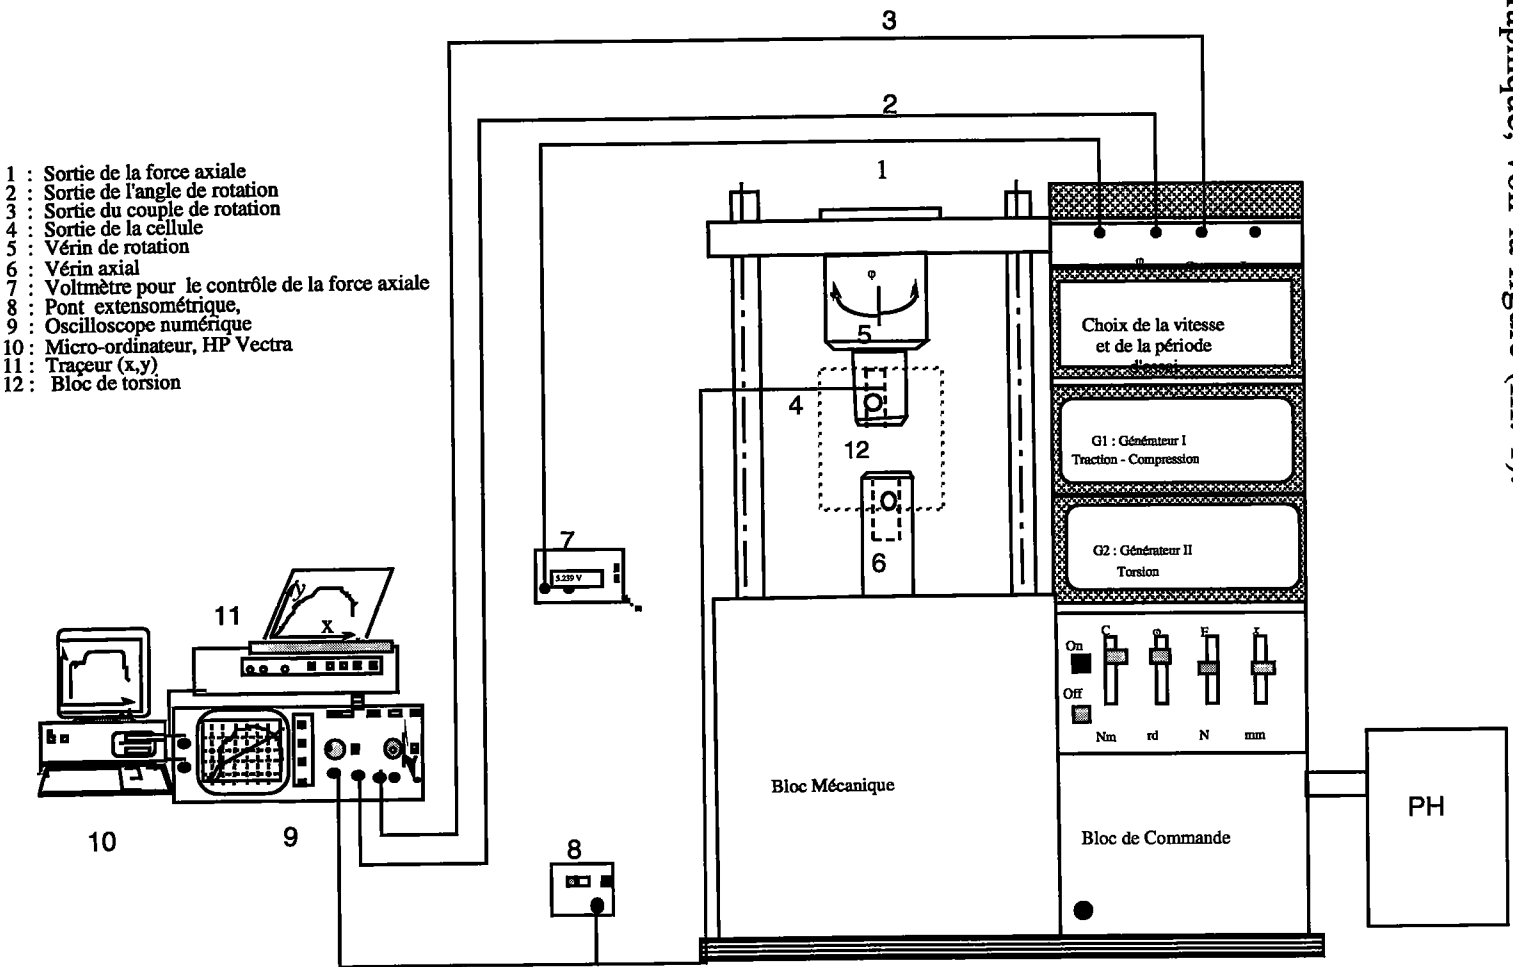 3
2
1
1 : Sortie de la force axiale
2 : Sortie de l'angle de rotation
3 : Sortie du couple de rotation
4 : Sortie de la cellule
5 : Vérin de rotation
6 : Vérin axial
7 : Voltmètre pour le contrôle de la force axiale
8 : Pont extensométrique,
9 : Oscilloscope numérique
10 : Micro-ordinateur, HP Vectra
11 : Traçeur (x,y)
12 : Bloc de torsion
φ
φ
5
4
12
6
Choix de la vitesse
et de la période
d'essai
G1 : Générateur I
Traction - Compression
G2 : Générateur II
Torsion
7
5.239 V
11
y
x
On
Off
C
φ
F
Nm
rd
N
mm
Bloc Mécanique
Bloc de Commande
PH
10
9
8